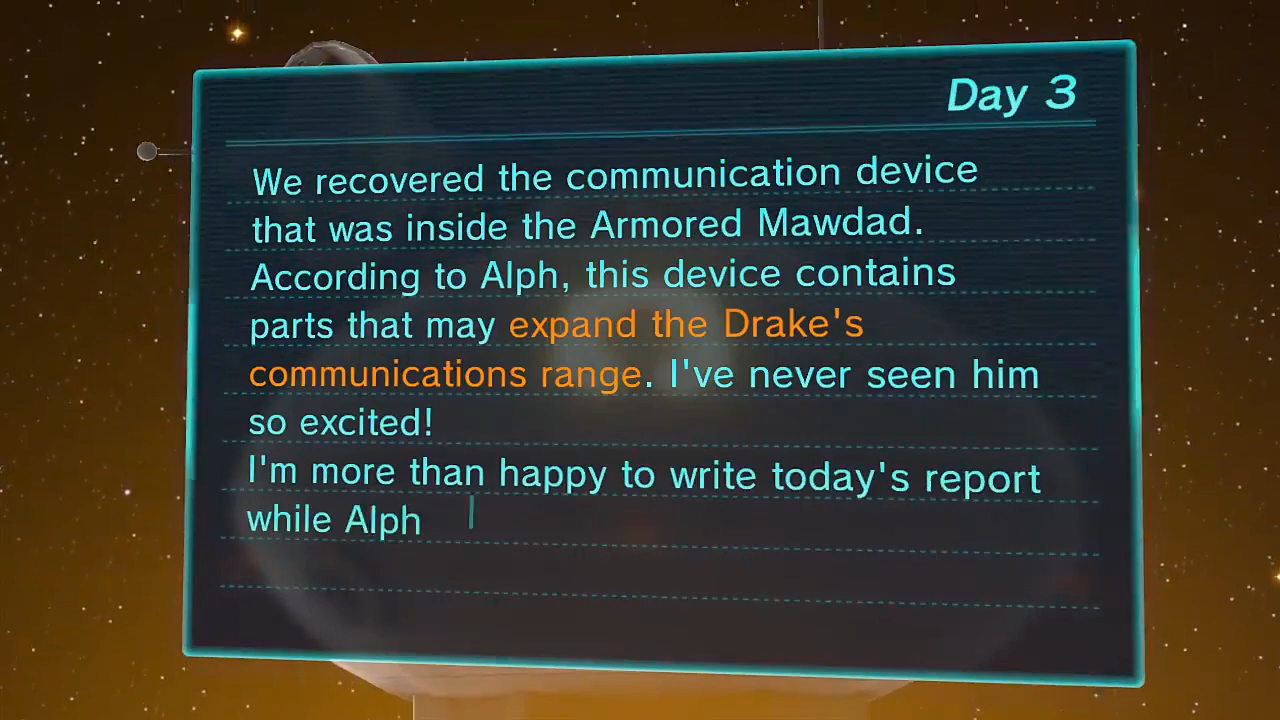 Day 3
We recovered the communication device
that was inside the Armored Mawdad.
According to Alph, this device contains
parts that may expand the Drake's
communications range. I've never seen him
so excited!
I'm more than happy to write today's report
while Alph